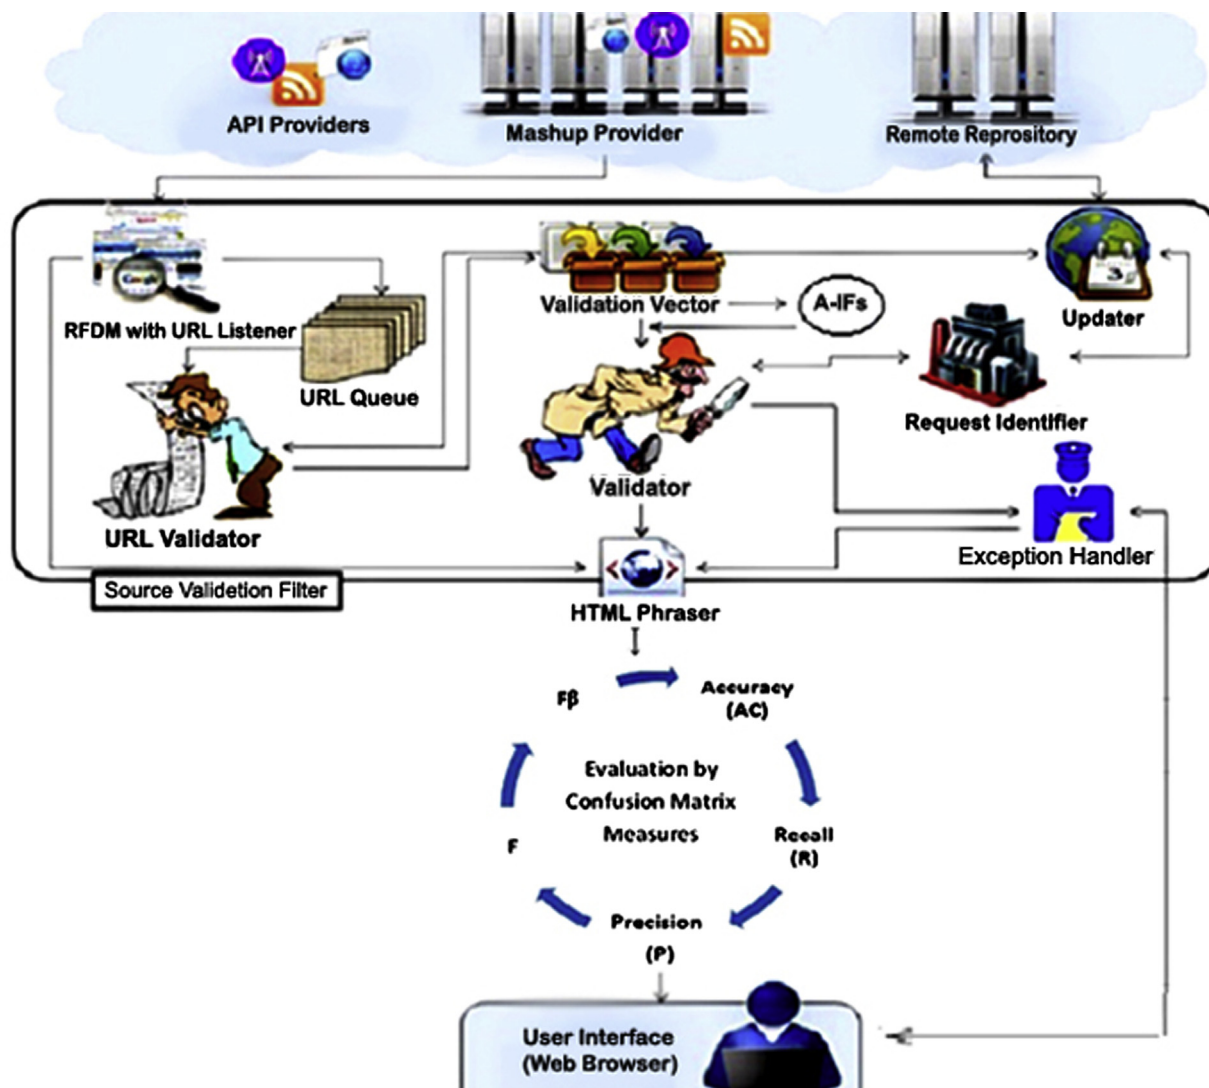 API Providers
Mashup Provider
Remote Reprository
RFDM with URL Listener
URL Queue
URL Validator
Validation Vector
A-IFs
Updater
3
Request Identifier
Validator
Exception Handler
Source Validetion Filter
HTML Phraser
Fβ
Accuracy
(AC)
Evaluation by
Confusion Matrix
Measures
Recall
(R)
F
Precision
(P)
User Interface
(Web Browser)